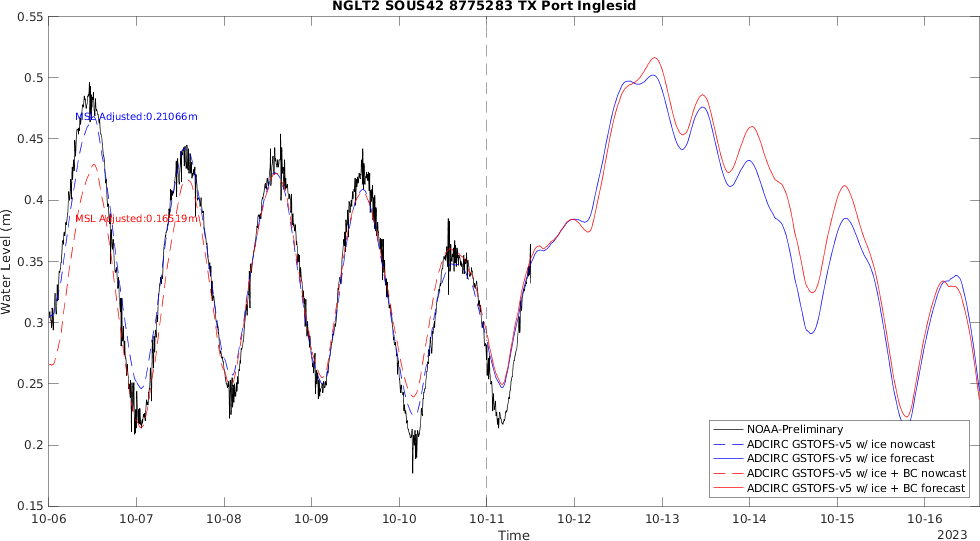 NGLT2 SOUS42 8775283 TX Port Inglesid
0.55
0.5
0.45
0.4
0.35
0.3
0.25
0.2
0.15
Water Level (m)
MSL Adjusted:0.21066m
MSL Adjusted:0.16519m
NOAA-Preliminary
ADCIRC GSTOFS-v5 w/ ice nowcast
ADCIRC GSTOFS-v5 w/ ice forecast
ADCIRC GSTOFS-v5 w/ ice + BC nowcast
ADCIRC GSTOFS-v5 w/ ice + BC forecast
10-06 10-07 10-08 10-09 10-10 10-11 10-12 10-13 10-14 10-15 10-16
Time
2023